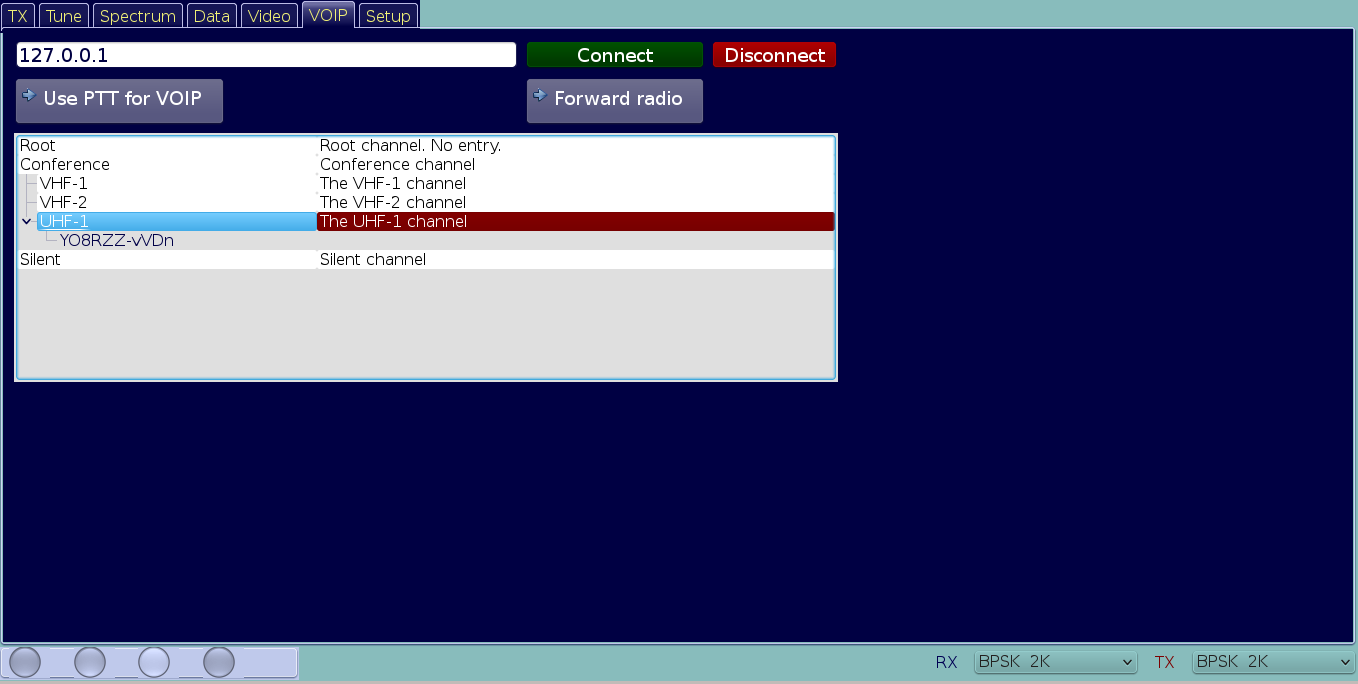 TX Tune Spectrum Data Video VOIP Setup
127.0.0.1 Connect Disconnect
Use PTT for VOIP Forward radio
Root Root channel. No entry.
Conference Conference channel
VHF-1 The VHF-1 channel
VHF-2 The VHF-2 channel
UHF-1 The UHF-1 channel
YO8RZZ-vVDn
Silent Silent channel
RX BPSK 2K TX BPSK 2K